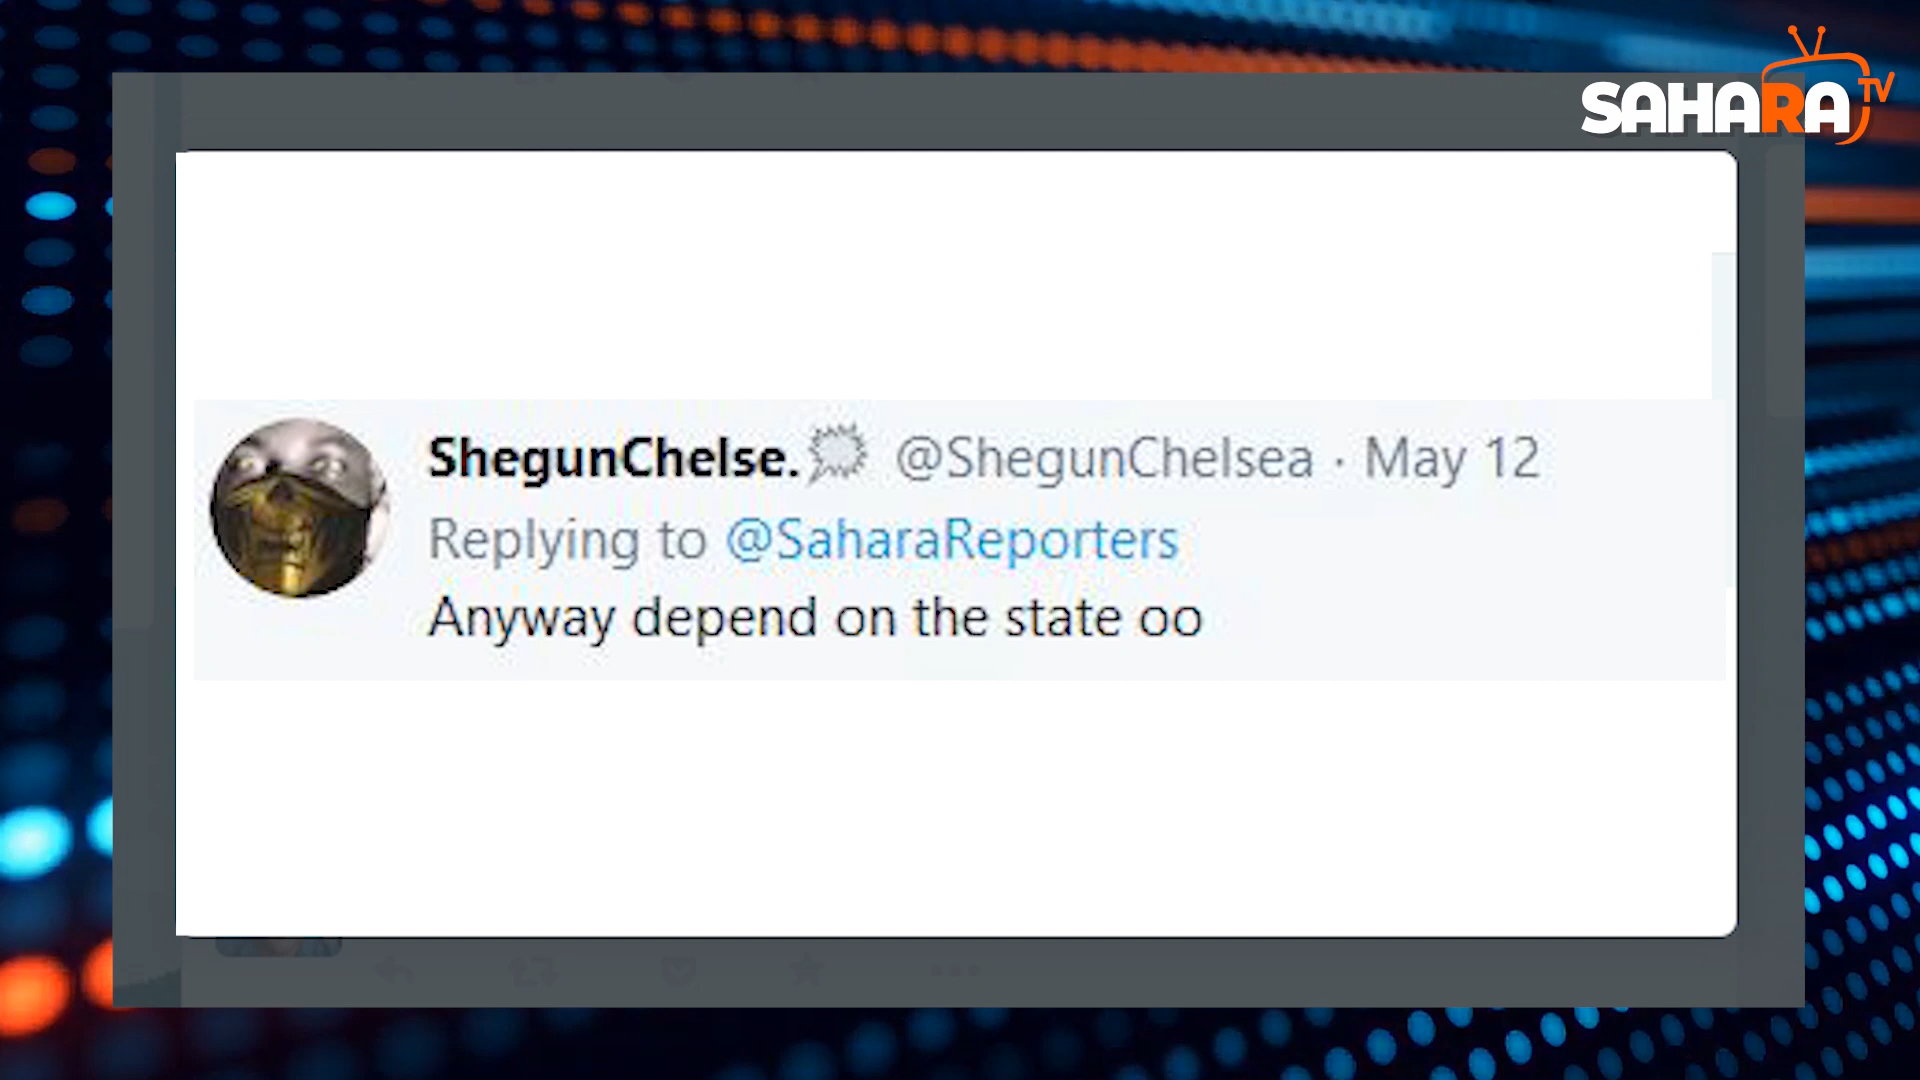 SAHARA TV
ShegunChelse. @ShegunChelsea · May 12
Replying to @SaharaReporters
Anyway depend on the state oo